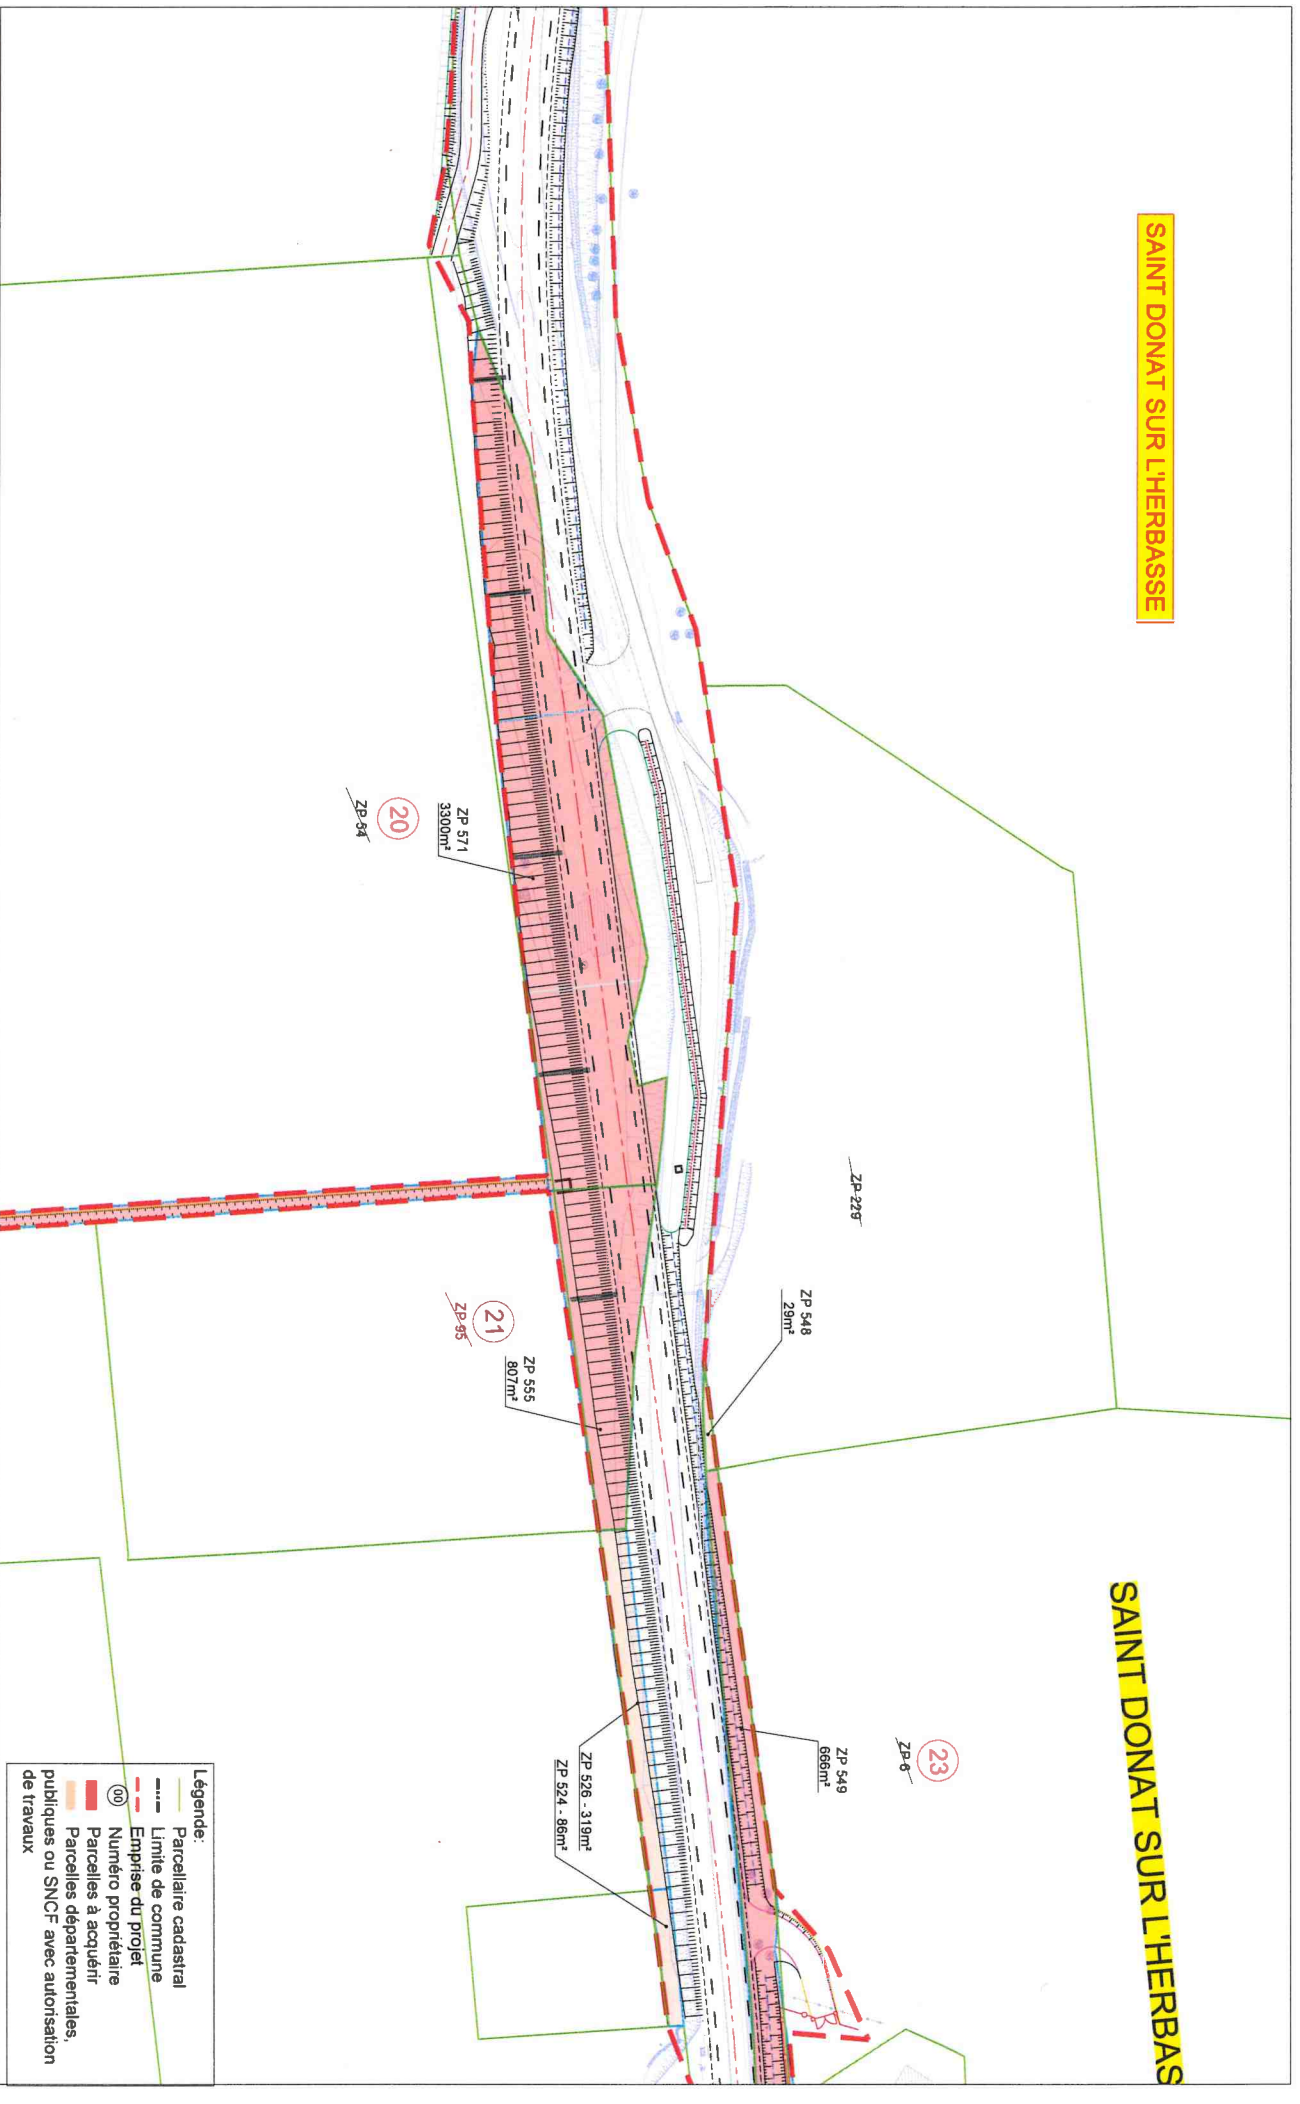 SAINT DONAT SUR L'HERBASSE
SAINT DONAT SUR L'HERBAS
ZP 229
ZP 548
29m²
23
ZP 6
ZP 549
666m²
ZP 571
3300m²
20
ZP 54
ZP 555
807m²
21
ZP 95
ZP 526 - 319m²
ZP 524 - 86m²
Légende:
Parcellaire cadastral
Limite de commune
Emprise du projet
00 Numéro propriétaire
Parcelles à acquérir
Parcelles départementales,
publiques ou SNCF avec autorisation
de travaux